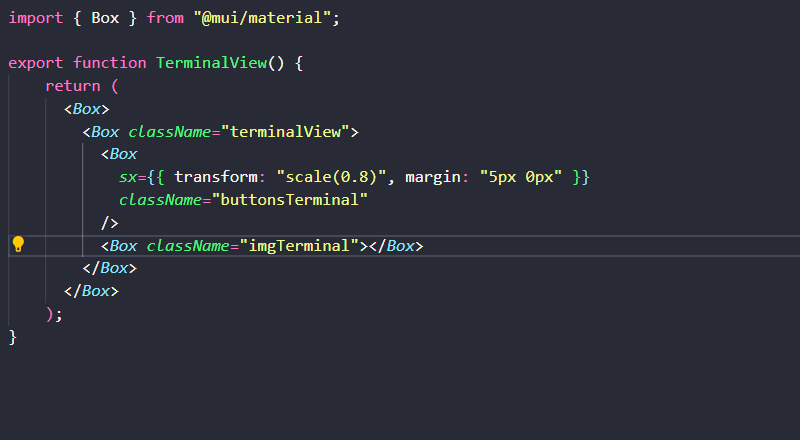 import { Box } from "@mui/material";
export function TerminalView() {
return (
<Box>
<Box className="terminalView">
<Box
sx={{ transform: "scale(0.8)", margin: "5px 0px" }}
className="buttonsTerminal"
/>
<Box className="imgTerminal"></Box>
</Box>
</Box>
);
}